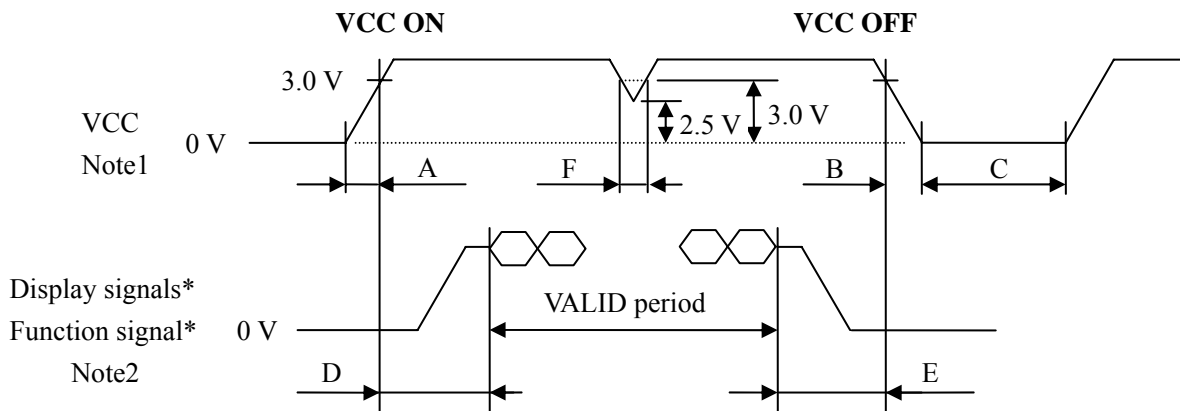 VCC ON
VCC OFF
3.0 V
VCC
Note1
0 V
2.5 V
3.0 V
A
F
B
C
Display signals*
Function signal*
Note2
0 V
VALID period
D
E